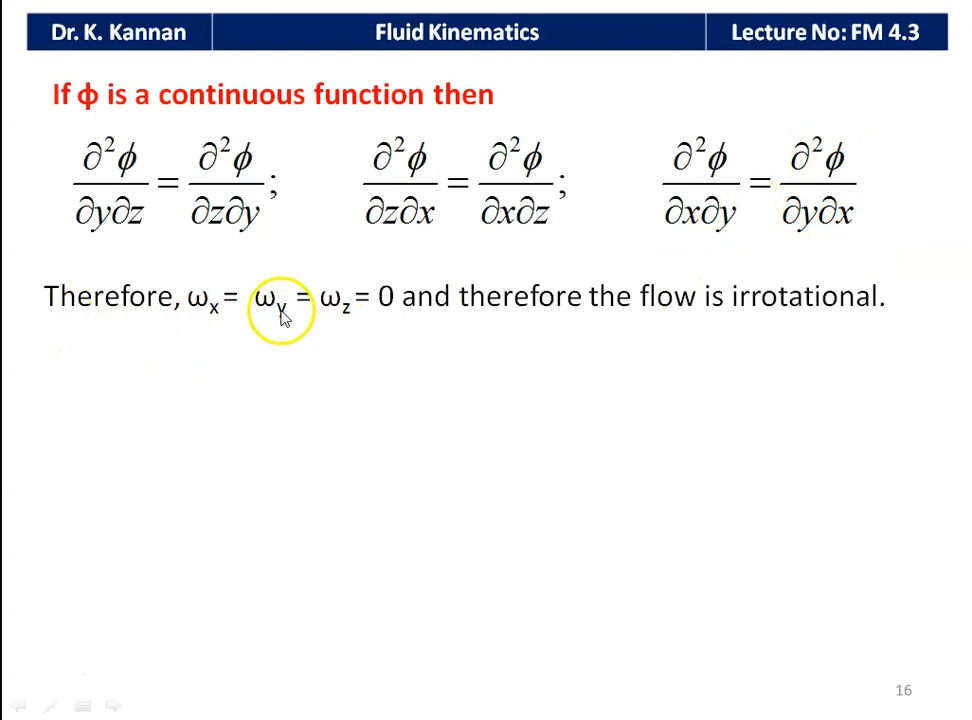 Dr. K. Kannan Fluid Kinematics Lecture No: FM 4.3
If ϕ is a continuous function then
∂²ϕ/∂y∂z = ∂²ϕ/∂z∂y; ∂²ϕ/∂z∂x = ∂²ϕ/∂x∂z; ∂²ϕ/∂x∂y = ∂²ϕ/∂y∂x
Therefore, ωx = ωy = ωz = 0 and therefore the flow is irrotational.
16